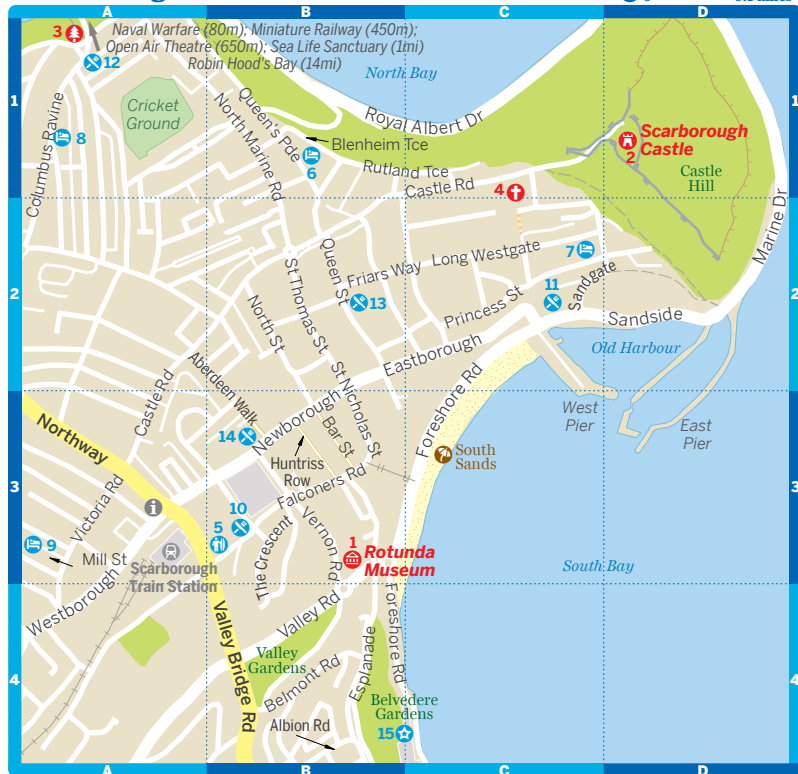 A B C D
3
Naval Warfare (80m); Miniature Railway (450m);
Open Air Theatre (650m); Sea Life Sanctuary (1mi)
Robin Hood's Bay (14mi)
12
North Bay
1
1
Cricket
Ground
Columbus Ravine
8
North Marine Rd
Queen's Pde
Blenheim Tce
6
Royal Albert Dr
Rutland Tce
Castle Rd
4
Scarborough
Castle
2
Castle
Hill
Marine Dr
7
Long Westgate
Friars Way
Queen St
13
11
Sandgate
Princess St
2
2
St Thomas St
North St
Sandside
Old Harbour
Eastborough
St Nicholas St
Aberdeen Walk
Castle Rd
Newborough
Foreshore Rd
West
Pier
East
Pier
Northway
14
Bar St
Huntriss
Row
South
Sands
Falconers Rd
3
3
Victoria Rd
10
5
9
Mill St
Scarborough
Train Station
The Crescent
Vernon Rd
1
Rotunda
Museum
South Bay
Westborough
Valley Bridge Rd
Valley Rd
Foreshore Rd
Valley
Gardens
Esplanade
Belmont Rd
4
4
Belvedere
Gardens
Albion Rd
15
A B C D